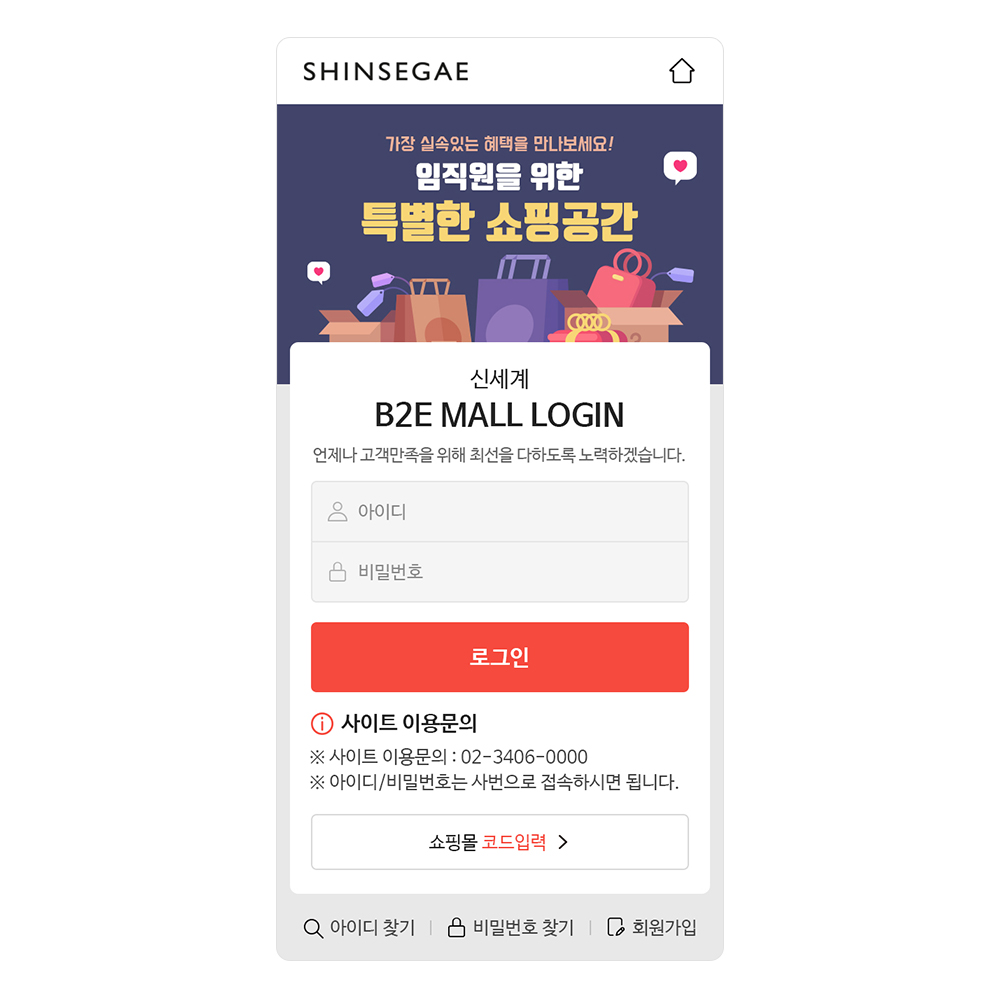 SHINSEGAE
가장 실속있는 혜택을 만나보세요!
임직원을 위한
특별한 쇼핑공간
신세계
B2E MALL LOGIN
언제나 고객만족을 위해 최선을 다하도록 노력하겠습니다.
아이디
비밀번호
로그인
사이트 이용문의
※ 사이트 이용문의 : 02-3406-0000
※ 아이디/비밀번호는 사번으로 접속하시면 됩니다.
쇼핑몰 코드입력 >
아이디 찾기 | 비밀번호 찾기 | 회원가입